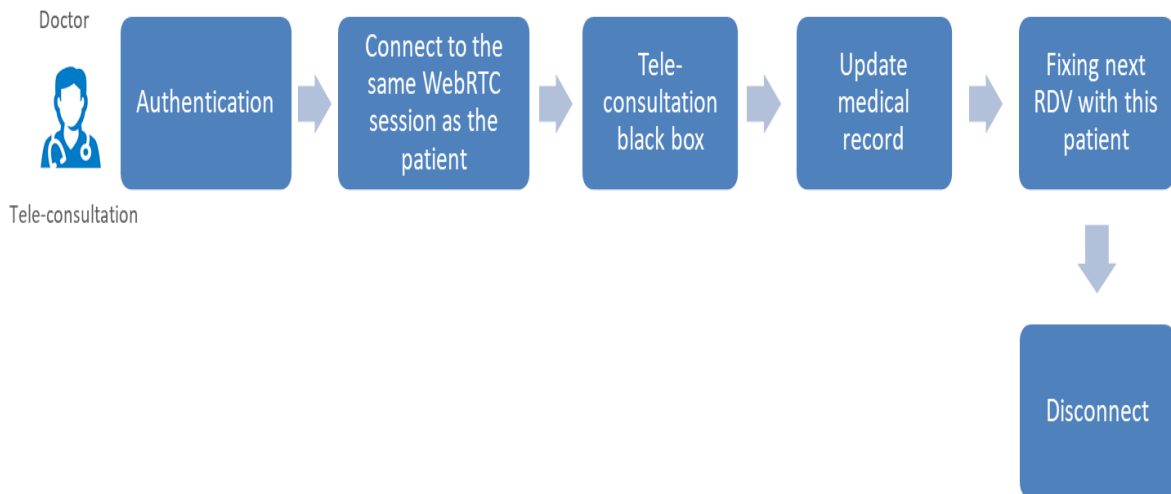 Doctor
Tele-consultation
Authentication
Connect to the
same WebRTC
session as the
patient
Tele-
consultation
black box
Update
medical
record
Fixing next
RDV with this
patient
Disconnect